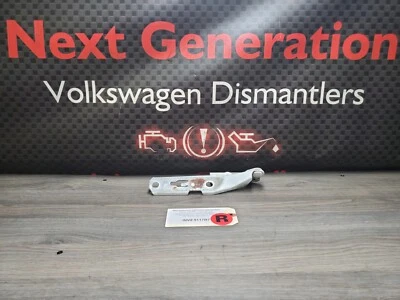 Next Generation
Volkswagen Dismantlers
R